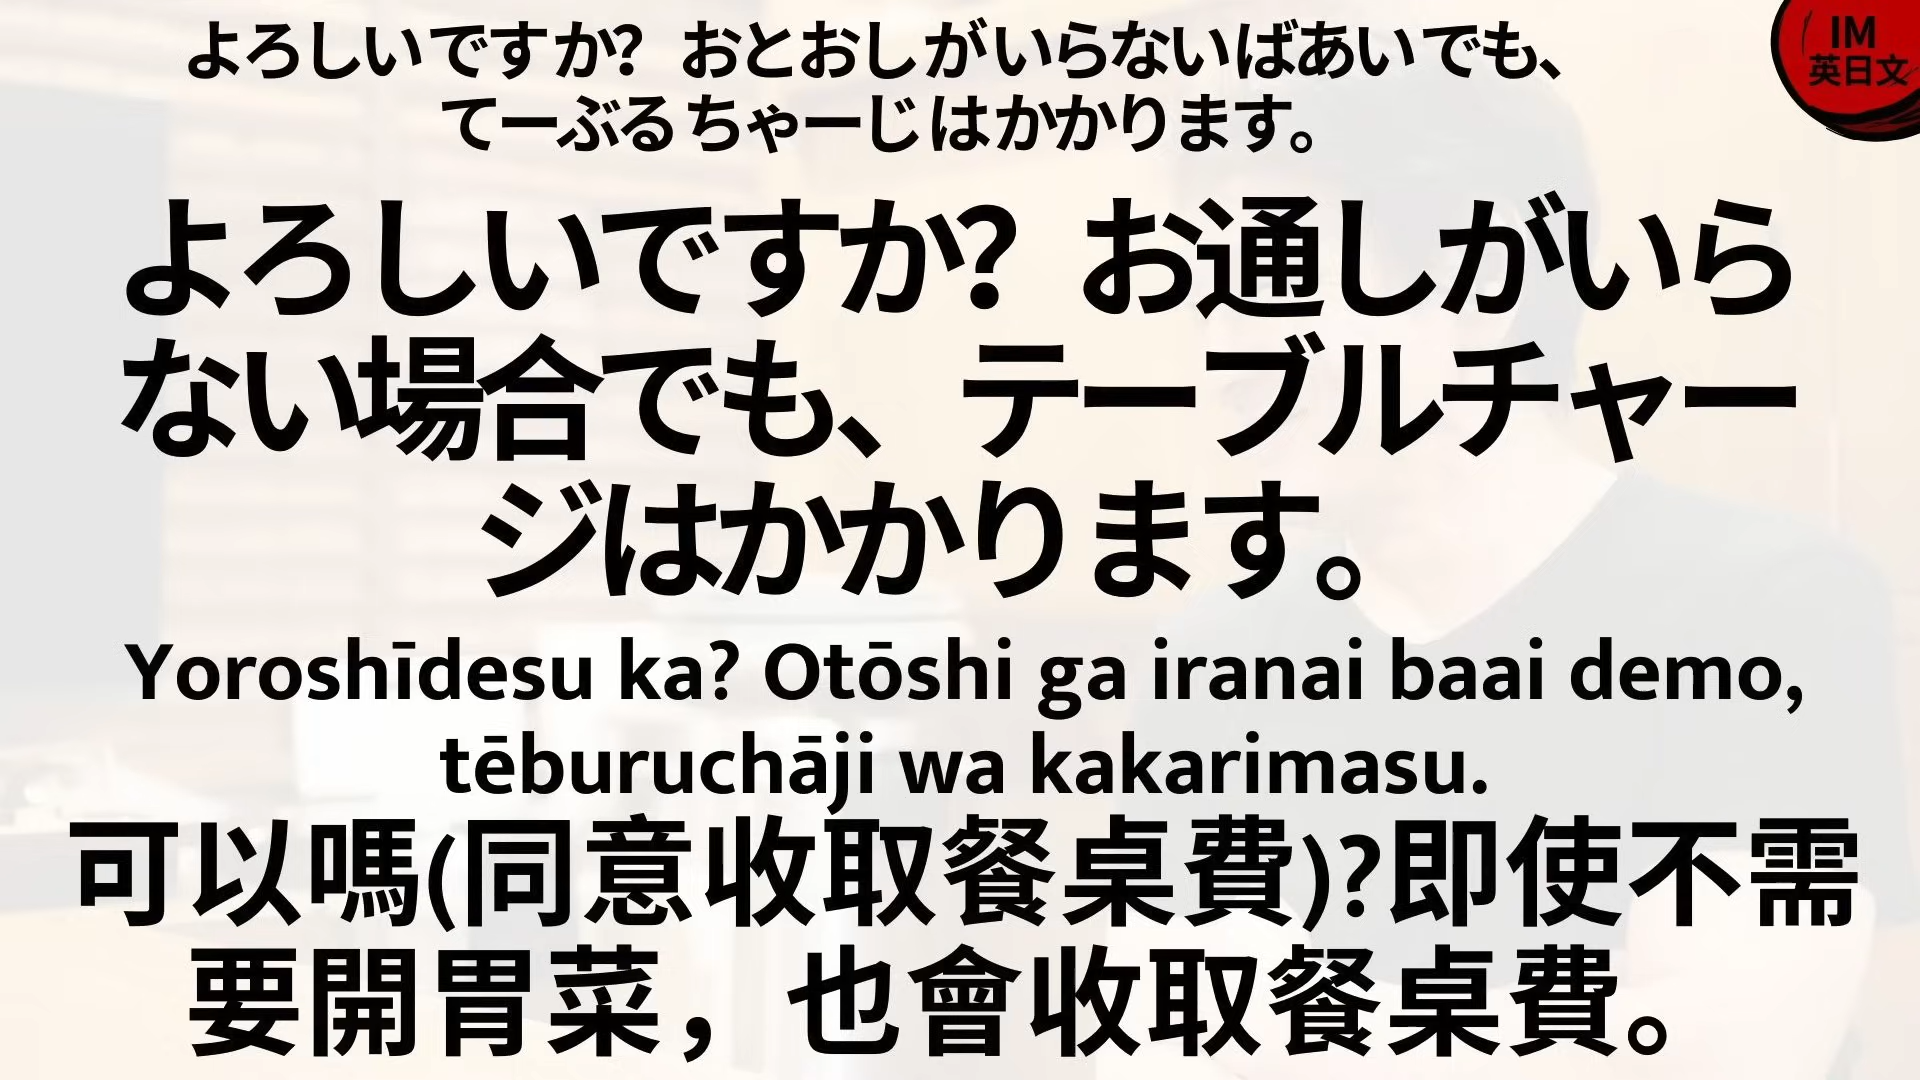 よろしいですか？おとおしがいらないばあいでも、
てーぶるちゃーじはかかります。
IM
英日文
よろしいですか？お通しがいら
ない場合でも、テーブルチャー
ジはかかります。
Yoroshīdesu ka? Otōshi ga iranai baai demo,
tēburuchāji wa kakarimasu.
可以嗎(同意收取餐桌費)?即使不需
要開胃菜，也會收取餐桌費。